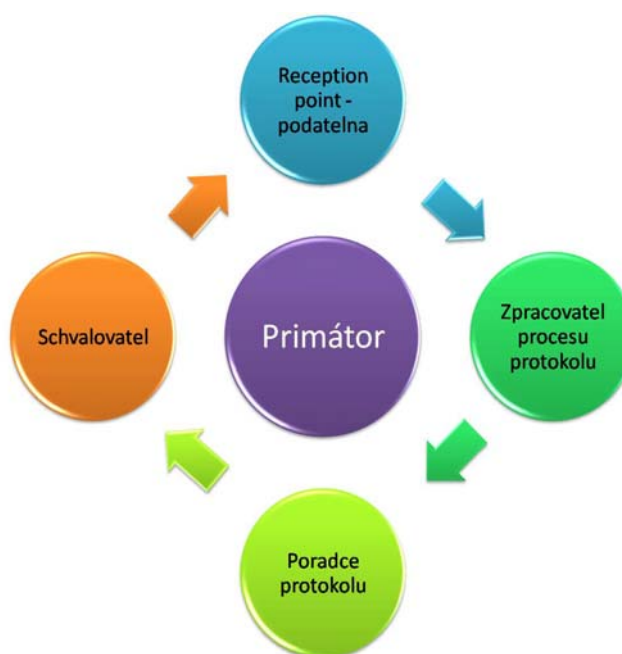 Reception
point -
podatelna
Schvalovatel
Primátor
Zpracovatel
procesu
protokolu
Poradce
protokolu